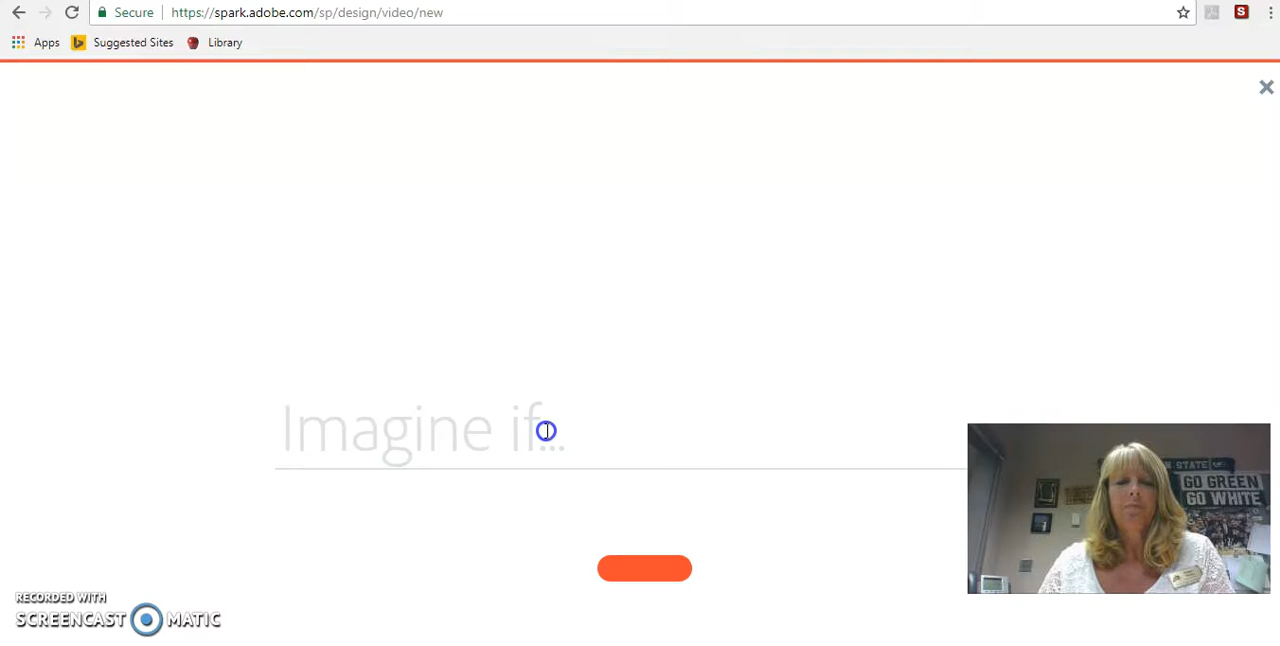 Secure https://spark.adobe.com/sp/design/video/new
S
Apps Suggested Sites Library
Imagine if...
STATE
GO GREEN
GO WHITE
RECORDED WITH
SCREENCAST MATIC